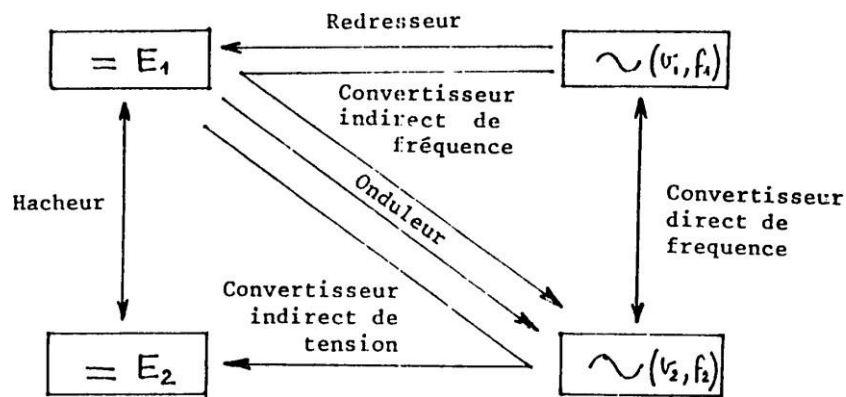 Redresseur
= E₁
~(v₁,f₁)
Convertisseur
indirect de
fréquence
Onduleur
Hacheur
Convertisseur
direct de
frequence
Convertisseur
indirect de
tension
= E₂
~(v₂,f₂)